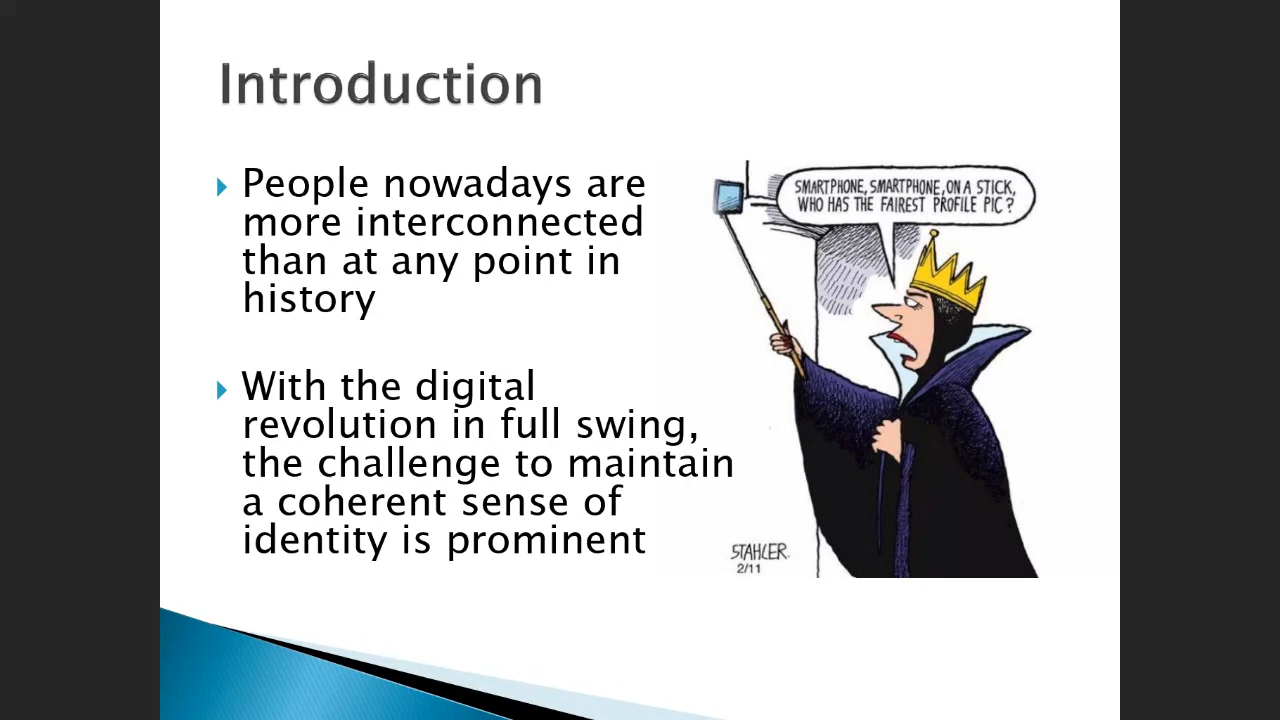 Introduction
People nowadays are
more interconnected
than at any point in
history
With the digital
revolution in full swing,
the challenge to maintain
a coherent sense of
identity is prominent
SMARTPHONE, SMARTPHONE, ON A STICK,
WHO HAS THE FAIREST PROFILE PIC?
STAHLER.
2/11